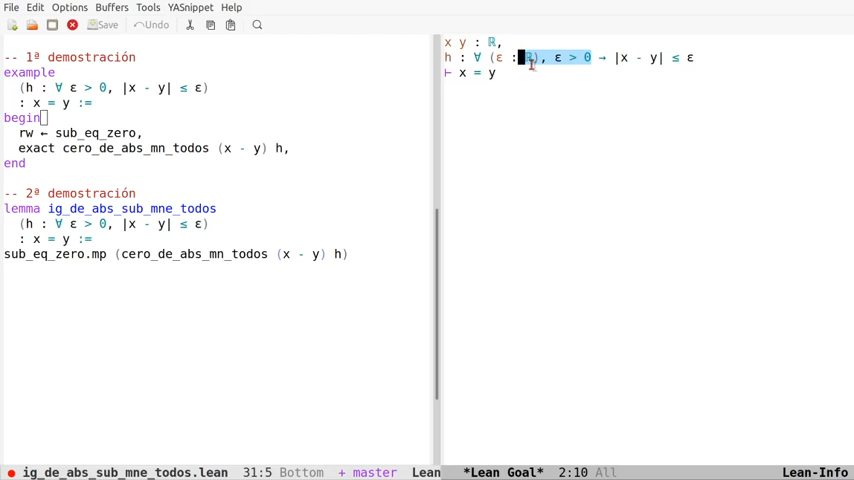 File Edit Options Buffers Tools YASnippet Help
Save Undo
-- 1ª demostración
example
(h : ∀ ε > 0, |x - y| ≤ ε)
: x = y :=
begin
rw ← sub_eq_zero,
exact cero_de_abs_mn_todos (x - y) h,
end
-- 2ª demostración
lemma ig_de_abs_sub_mne_todos
(h : ∀ ε > 0, |x - y| ≤ ε)
: x = y :=
sub_eq_zero.mp (cero_de_abs_mn_todos (x - y) h)
ig_de_abs_sub_mne_todos.lean 31:5 Bottom + master Lean
x y : ℝ,
h : ∀ (ε : ℝ), ε > 0 → |x - y| ≤ ε
⊢ x = y
*Lean Goal* 2:10 All Lean-Info